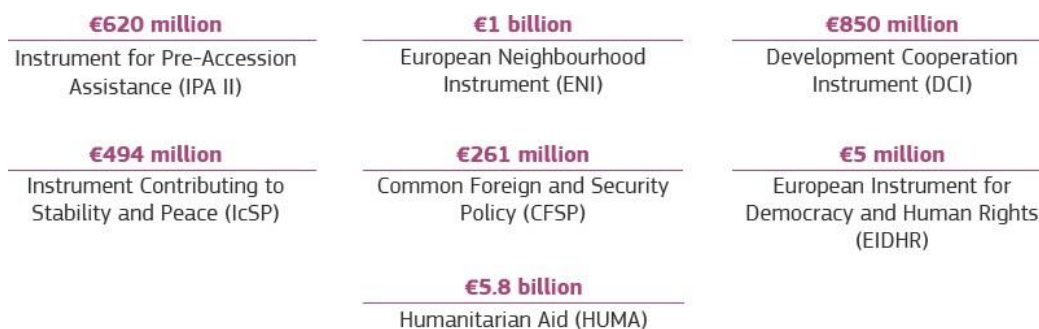 €620 million
Instrument for Pre-Accession
Assistance (IPA II)
€1 billion
European Neighbourhood
Instrument (ENI)
€850 million
Development Cooperation
Instrument (DCI)
€494 million
Instrument Contributing to
Stability and Peace (IcSP)
€261 million
Common Foreign and Security
Policy (CFSP)
€5 million
European Instrument for
Democracy and Human Rights
(EIDHR)
€5.8 billion
Humanitarian Aid (HUMA)